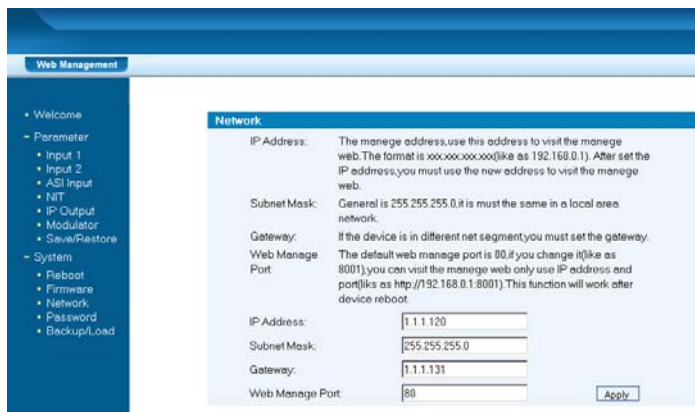 Web Management
• Welcome
- Parameter
• Input 1
• Input 2
• ASI Input
• NIT
• IP Output
• Modulator
• Save/Restore
- System
• Reboot
• Firmware
• Network
• Password
• Backup/Load
Network
IP Address: The manege address,use this address to visit the manege
web.The format is xxx.xxx.xxx.xxx(like as 192.168.0.1). After set the
IP addrress,you must use the new address to visit the manege
web.
Subnet Mask: General is 255.255.255.0,it is must the same in a local area
network.
Gateway: If the device is in different net segment,you must set the gateway.
Web Manage The default web manage port is 80,if you change it(like as
Port: 8001),you can visit the manege web only use IP address and
port(liks as http://192.168.0.1:8001).This function will work after
device reboot.
IP Address: 1.1.1.120
Subnet Mask: 255.255.255.0
Gateway: 1.1.1.131
Web Manage Port: 80 Apply